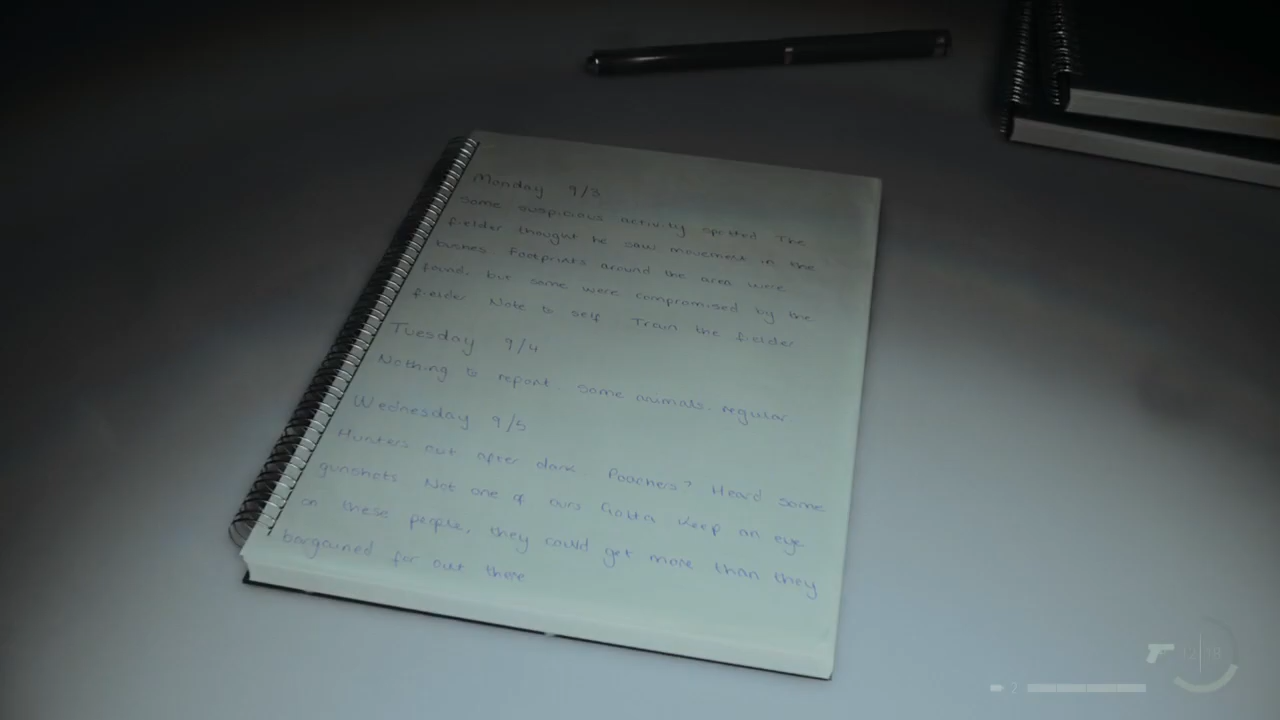 Monday 9/3
Some suspicious activity spotted. The
fielder thought he saw movement in the
bushes. Footprints around the area were
found, but some were compromised by the
fielder. Note to self. Train the fielder
Tuesday 9/4
Nothing to report. Some animals. regular
Wednesday 9/5
Hunters out after dark. Poachers? Heard some
gunshots. Not one of ours. Gotta keep an eye
on these people, they could get more than they
bargained for out there
12 18
2